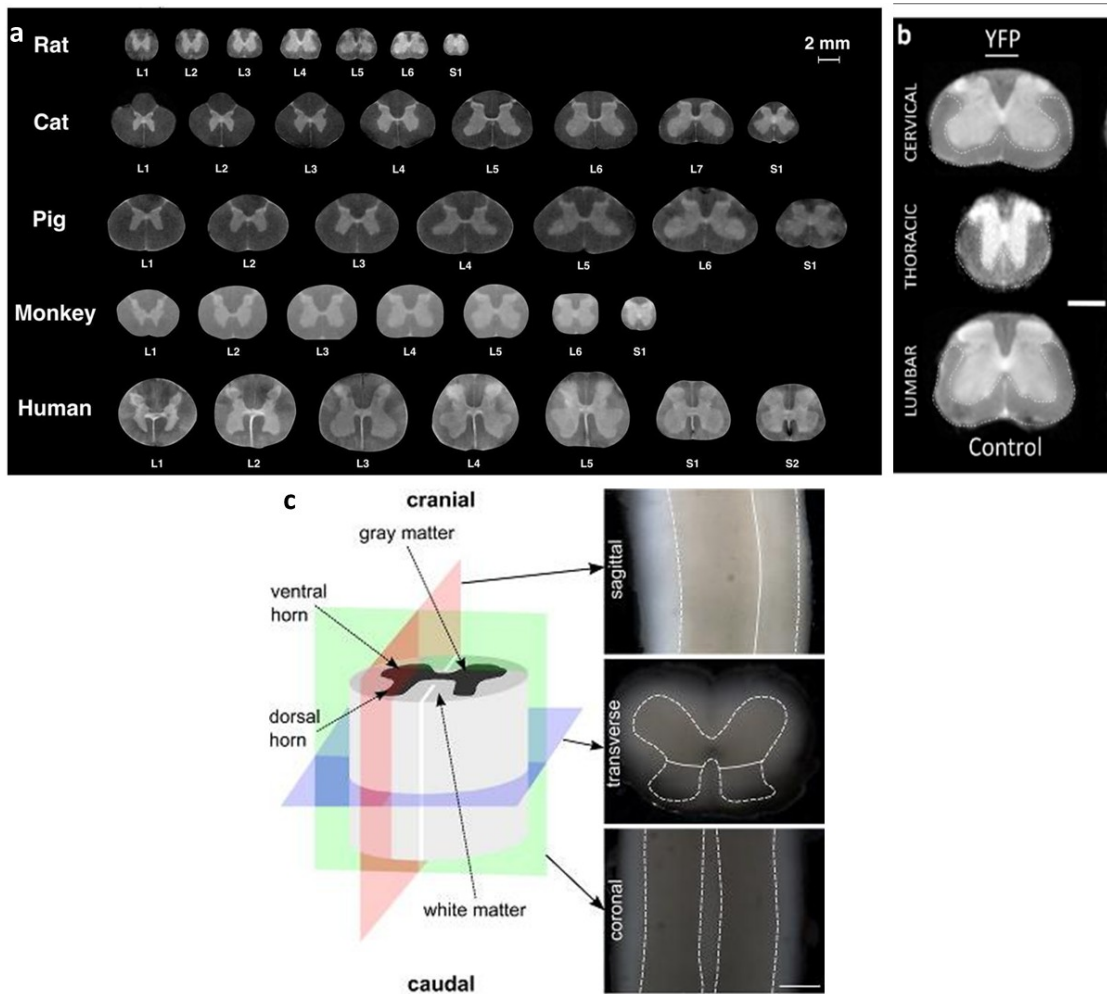 a
Rat
2 mm
L1 L2 L3 L4 L5 L6 S1
Cat
L1 L2 L3 L4 L5 L6 L7 S1
Pig
L1 L2 L3 L4 L5 L6 S1
Monkey
L1 L2 L3 L4 L5 L6 S1
Human
L1 L2 L3 L4 L5 S1 S2
b
YFP
CERVICAL
THORACIC
LUMBAR
Control
c
cranial
gray matter
ventral
horn
dorsal
horn
white matter
caudal
sagittal
transverse
coronal